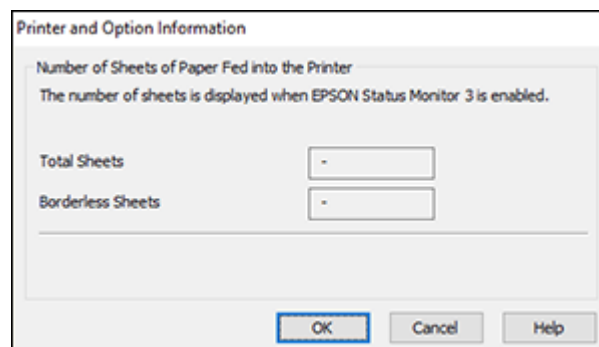 Printer and Option Information
Number of Sheets of Paper Fed into the Printer
The number of sheets is displayed when EPSON Status Monitor 3 is enabled.
Total Sheets -
Borderless Sheets -
OK Cancel Help